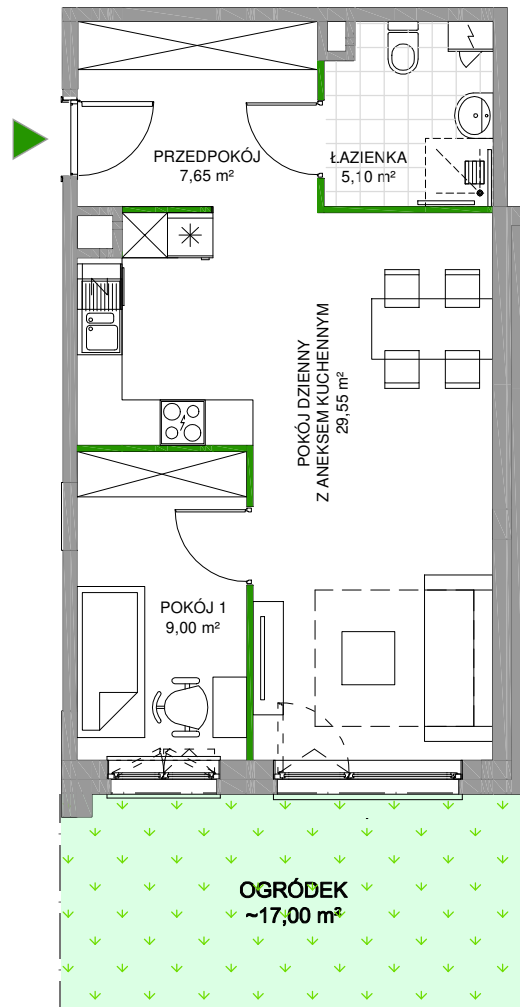 PRZEDPOKÓJ
7,65 m²
ŁAZIENKA
5,10 m²
POKÓJ DZIENNY
Z ANEKSEM KUCHENNYM
29,55 m²
POKÓJ 1
9,00 m²
OGRÓDEK
~17,00 m²